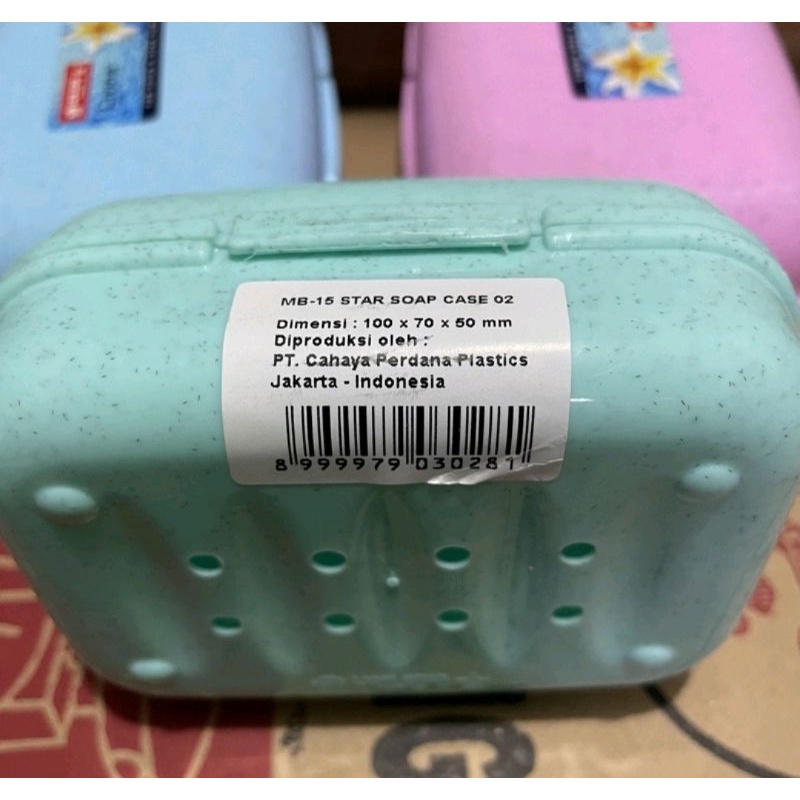 MB-15 STAR SOAP CASE 02
Dimensi : 100 x 70 x 50 mm
Diproduksi oleh :
PT. Cahaya Perdana Plastics
Jakarta - Indonesia
8 999979 030281
G